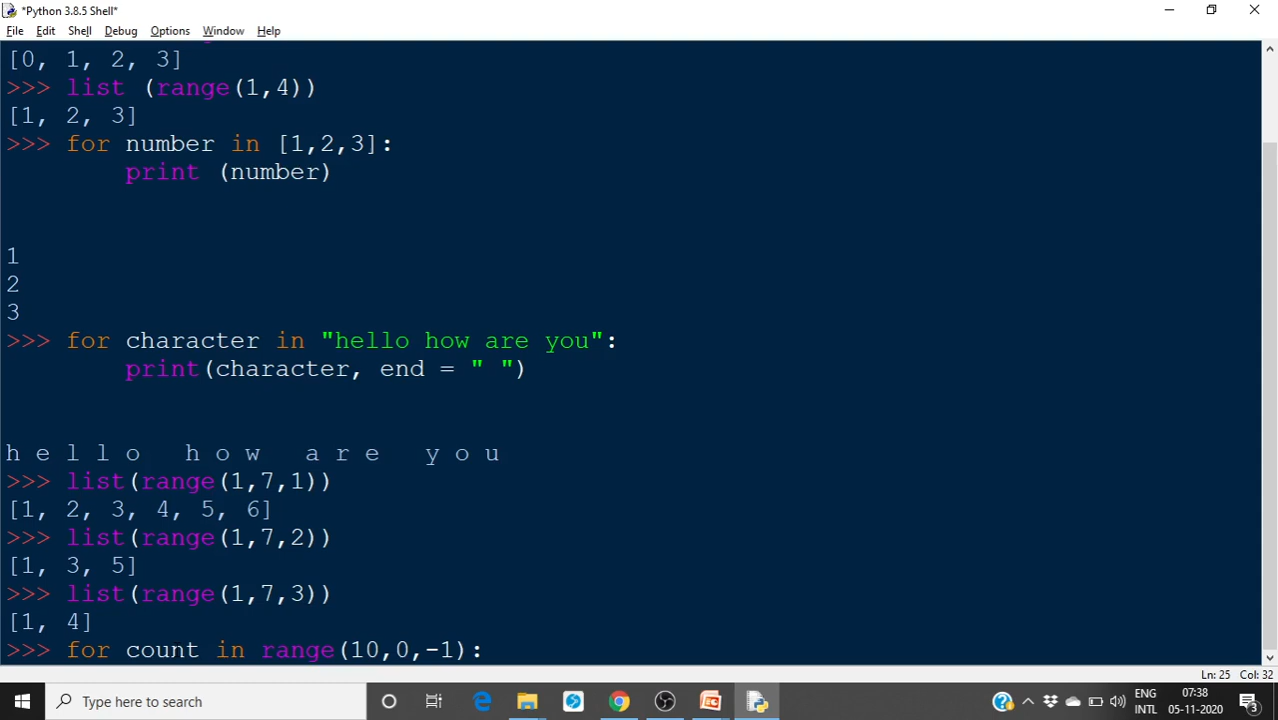 *Python 3.8.5 Shell*
File Edit Shell Debug Options Window Help
[0, 1, 2, 3]
>>> list (range(1,4))
[1, 2, 3]
>>> for number in [1,2,3]:
print (number)
1
2
3
>>> for character in "hello how are you":
print(character, end = " ")
h e l l o   h o w   a r e   y o u
>>> list(range(1,7,1))
[1, 2, 3, 4, 5, 6]
>>> list(range(1,7,2))
[1, 3, 5]
>>> list(range(1,7,3))
[1, 4]
>>> for count in range(10,0,-1):
Ln: 25 Col: 32
Type here to search
ENG
INTL
07:38
05-11-2020
3